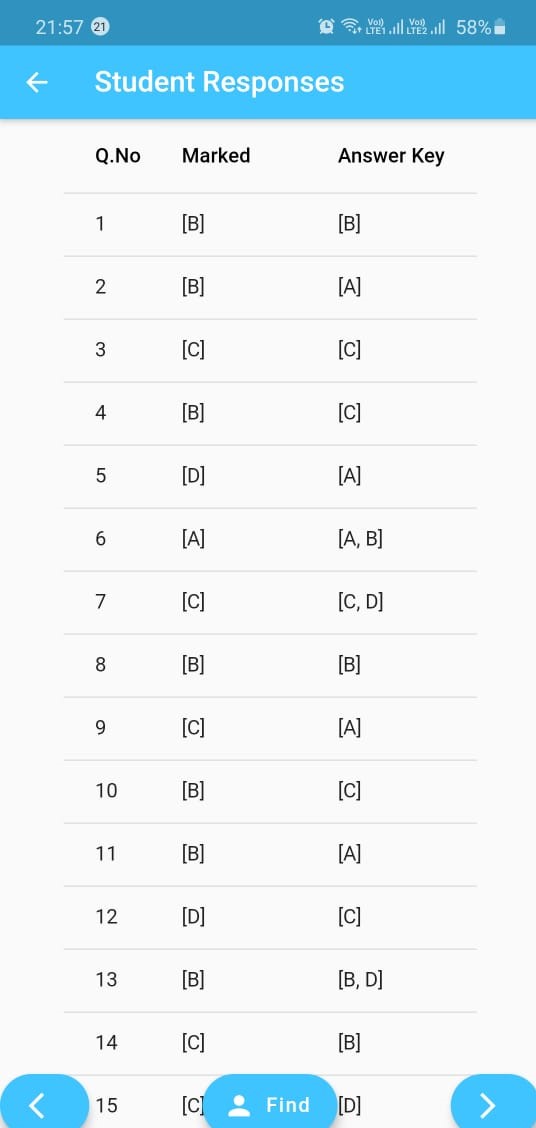 21:57 21 Vo)) LTE1 Vo)) LTE2 58%
Student Responses
Q.No Marked Answer Key
1 [B] [B]
2 [B] [A]
3 [C] [C]
4 [B] [C]
5 [D] [A]
6 [A] [A, B]
7 [C] [C, D]
8 [B] [B]
9 [C] [A]
10 [B] [C]
11 [B] [A]
12 [D] [C]
13 [B] [B, D]
14 [C] [B]
15 [C] Find [D]